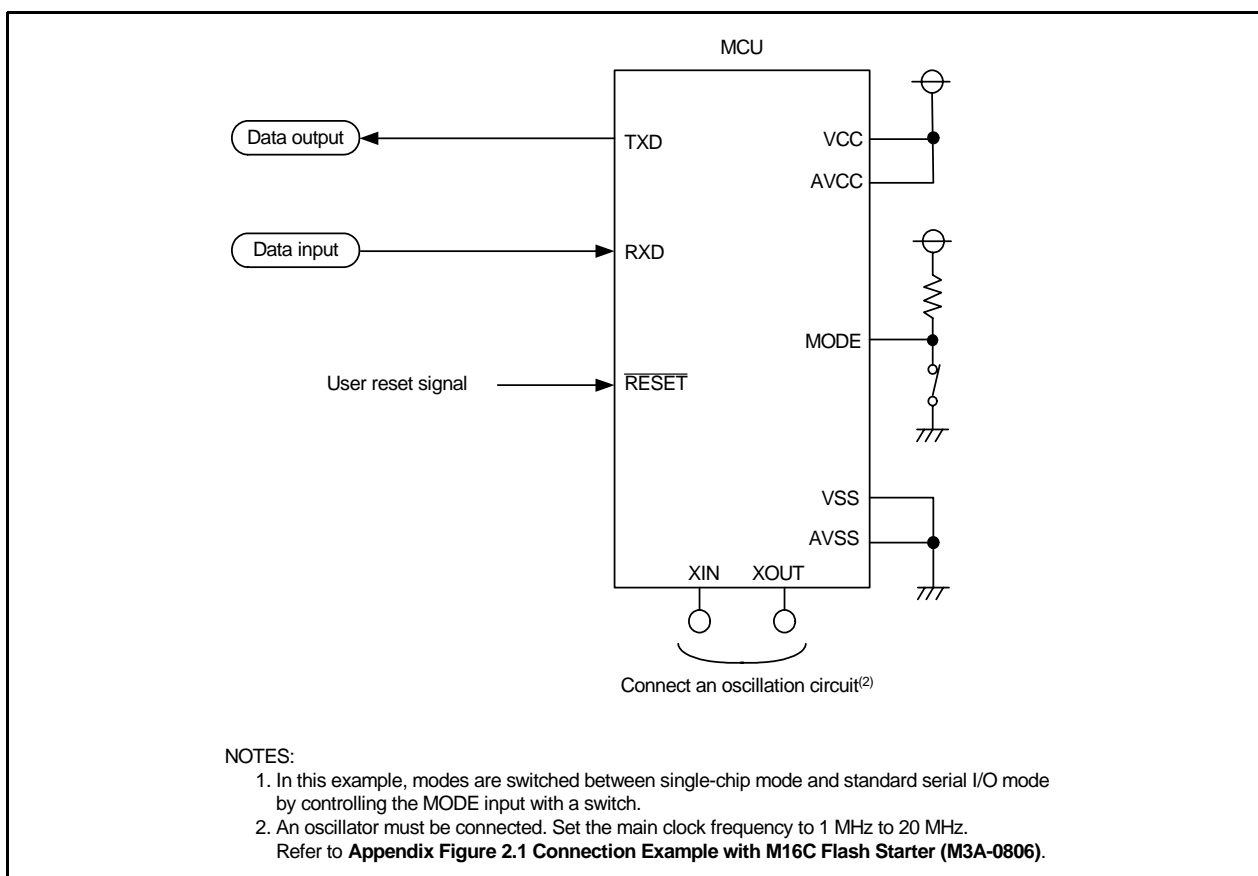 MCU
Data output
TXD
VCC
AVCC
Data input
RXD
MODE
User reset signal
RESET
VSS
AVSS
XIN XOUT
Connect an oscillation circuit(2)
NOTES:
1. In this example, modes are switched between single-chip mode and standard serial I/O mode
by controlling the MODE input with a switch.
2. An oscillator must be connected. Set the main clock frequency to 1 MHz to 20 MHz.
Refer to Appendix Figure 2.1 Connection Example with M16C Flash Starter (M3A-0806).